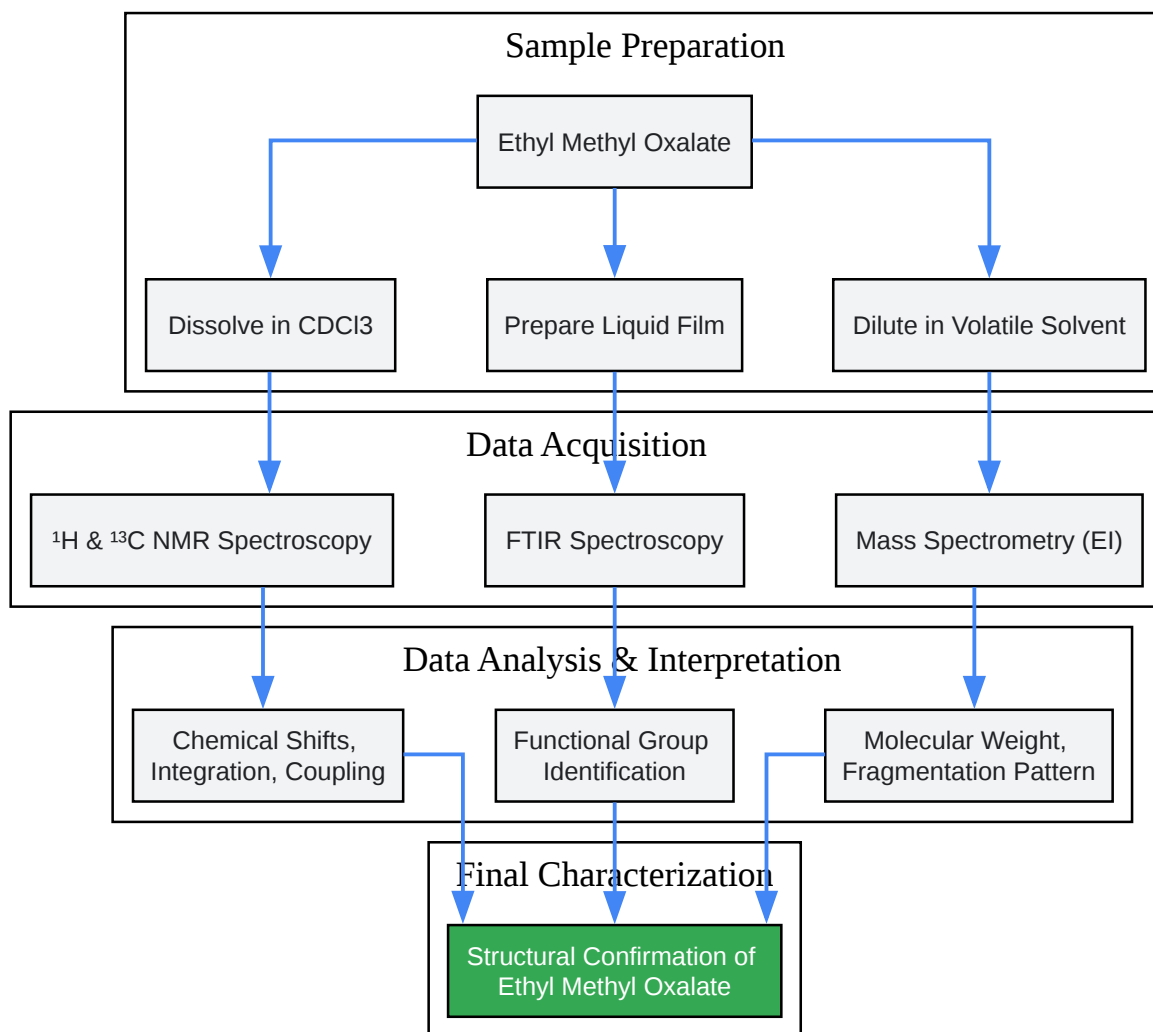 Sample Preparation
Ethyl Methyl Oxalate
Dissolve in CDCl3
Prepare Liquid Film
Dilute in Volatile Solvent
Data Acquisition
¹H & ¹³C NMR Spectroscopy
FTIR Spectroscopy
Mass Spectrometry (EI)
Data Analysis & Interpretation
Chemical Shifts,
Integration, Coupling
Functional Group
Identification
Molecular Weight,
Fragmentation Pattern
Final Characterization
Structural Confirmation of
Ethyl Methyl Oxalate